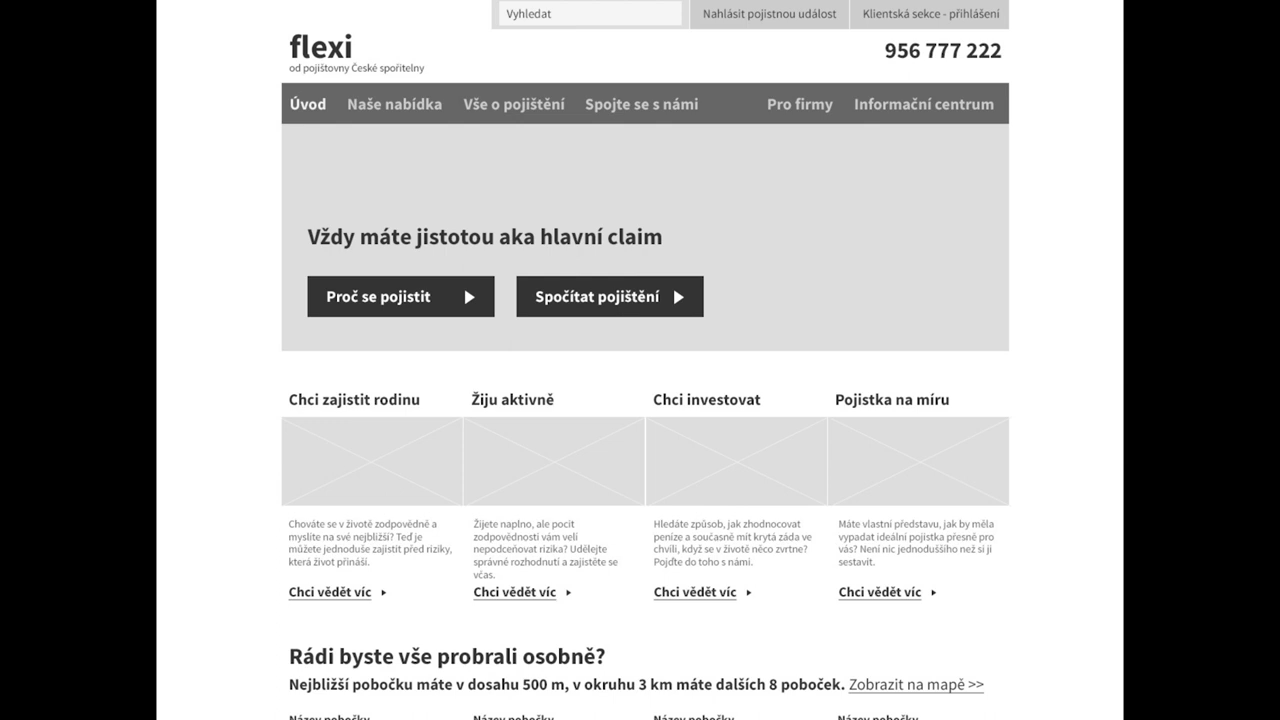 Vyhledat
Nahlásit pojistnou událost
Klientská sekce - přihlášení
flexi
od pojišťovny České spořitelny
956 777 222
Úvod
Naše nabídka
Vše o pojištění
Spojte se s námi
Pro firmy
Informační centrum
Vždy máte jistotou aka hlavní claim
Proč se pojistit
Spočítat pojištění
Chci zajistit rodinu
Chováte se v životě zodpovědně a
myslíte na své nejbližší? Teď je
můžete jednoduše zajistit před riziky,
která život přináší.
Chci vědět víc
Žiju aktivně
Žijete naplno, ale pocit
zodpovědnosti vám velí
nepodceňovat rizika? Udělejte
správné rozhodnutí a zajistěte se
včas.
Chci vědět víc
Chci investovat
Hledáte způsob, jak zhodnocovat
peníze a současně mít krytá záda ve
chvíli, když se v životě něco zvrtne?
Pojďte do toho s námi.
Chci vědět víc
Pojistka na míru
Máte vlastní představu, jak by měla
vypadat ideální pojistka přesně pro
vás? Není nic jednoduššího než si ji
sestavit.
Chci vědět víc
Rádi byste vše probrali osobně?
Nejbližší pobočku máte v dosahu 500 m, v okruhu 3 km máte dalších 8 poboček. Zobrazit na mapě >>
Název pobočky
Název pobočky
Název pobočky
Název pobočky